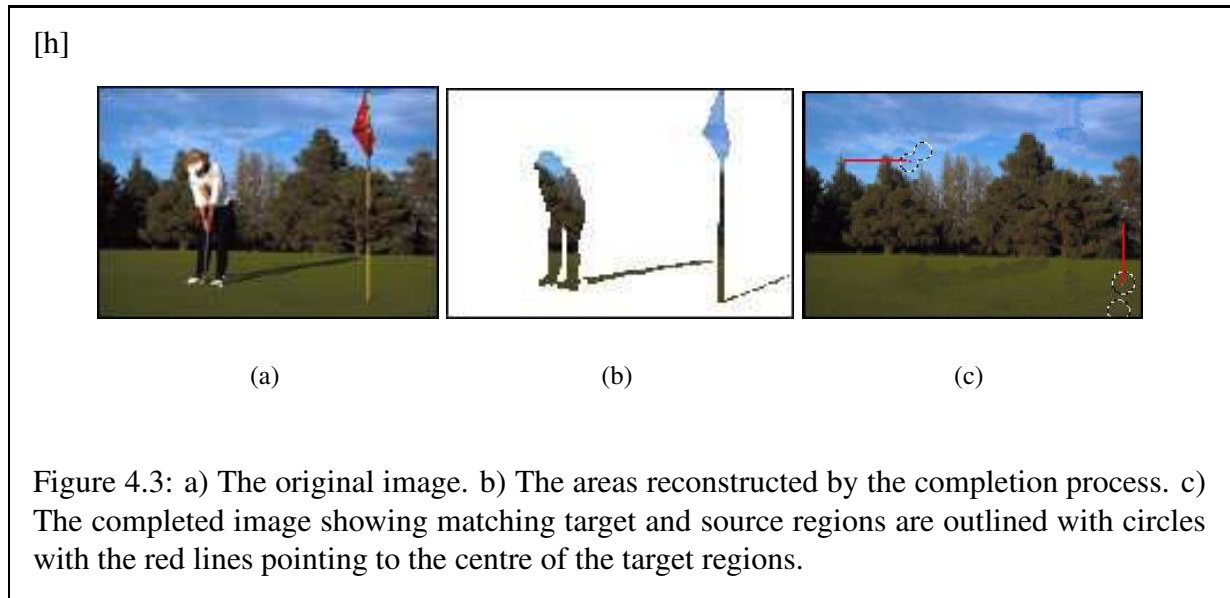 [h]
(a) (b) (c)
Figure 4.3: a) The original image. b) The areas reconstructed by the completion process. c)
The completed image showing matching target and source regions are outlined with circles
with the red lines pointing to the centre of the target regions.